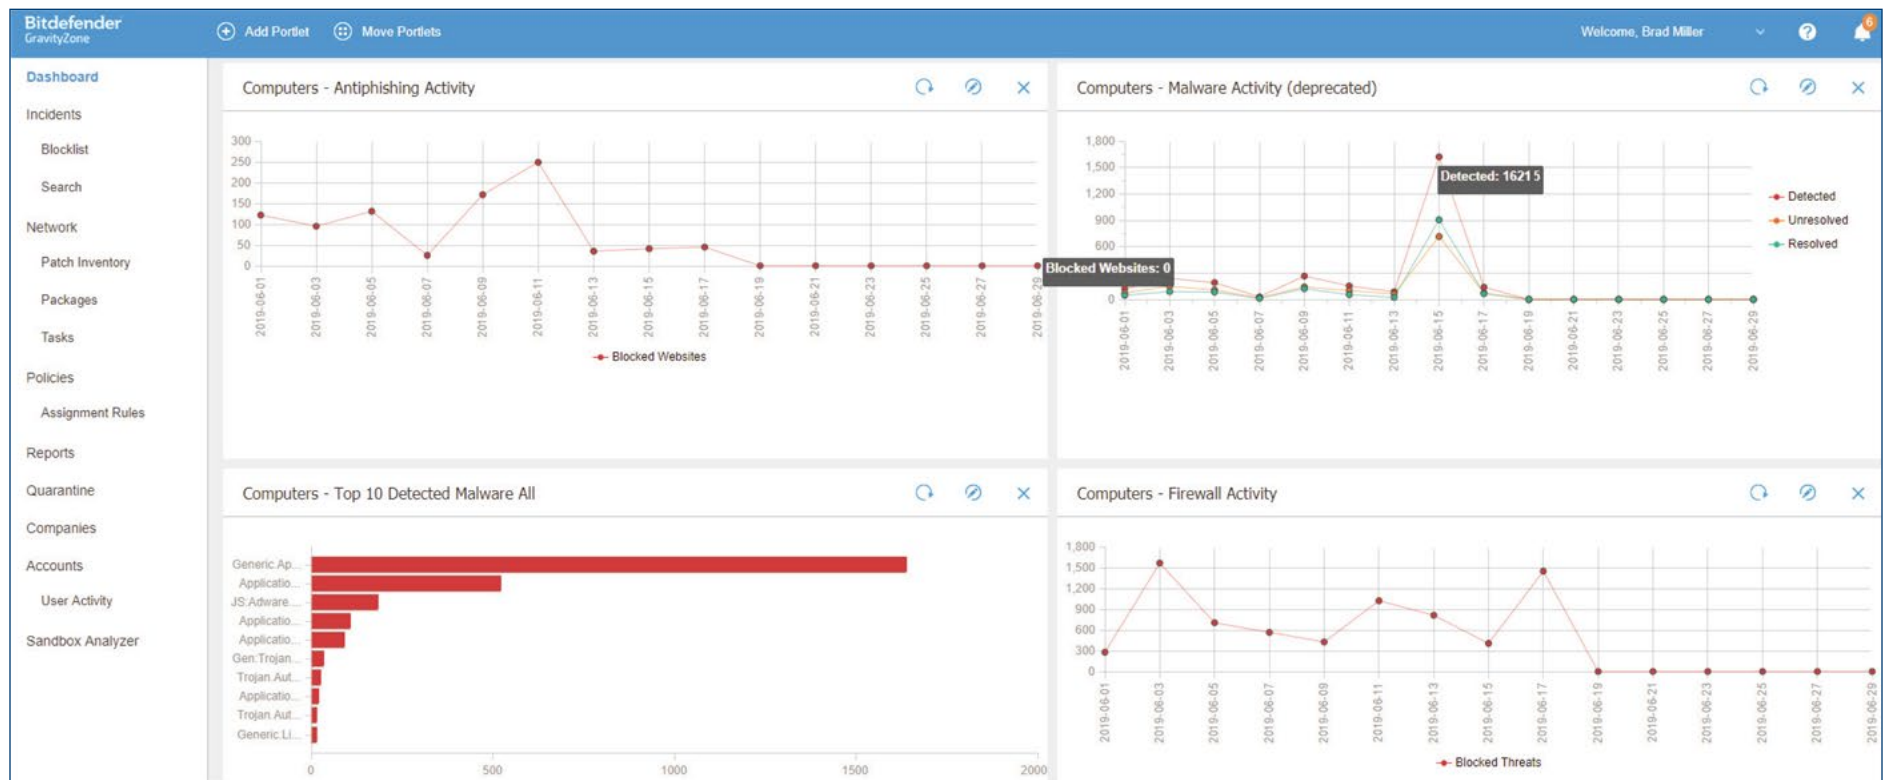 Bitdefender
GravityZone
Add Portlet
Move Portlets
Welcome, Brad Miller
?
6
Dashboard
Incidents
Blocklist
Search
Network
Patch Inventory
Packages
Tasks
Policies
Assignment Rules
Reports
Quarantine
Companies
Accounts
User Activity
Sandbox Analyzer
Computers - Antiphishing Activity
300
250
200
150
100
50
0
2019-06-01
2019-06-03
2019-06-05
2019-06-07
2019-06-09
2019-06-11
2019-06-13
2019-06-15
2019-06-17
2019-06-19
2019-06-21
2019-06-23
2019-06-25
2019-06-27
2019-06-29
Blocked Websites
Blocked Websites: 0
Computers - Malware Activity (deprecated)
1,800
1,500
1,200
900
600
0
Detected: 16215
2019-06-01
2019-06-03
2019-06-05
2019-06-07
2019-06-09
2019-06-11
2019-06-13
2019-06-15
2019-06-17
2019-06-19
2019-06-21
2019-06-23
2019-06-25
2019-06-27
2019-06-29
Detected
Unresolved
Resolved
Computers - Top 10 Detected Malware All
Generic.Ap...
Applicatio...
JS:Adware....
Applicatio...
Applicatio...
Gen:Trojan...
Trojan.Aut...
Applicatio...
Trojan.Aut...
Generic.Li...
0
500
1000
1500
2000
Computers - Firewall Activity
1,800
1,500
1,200
900
600
300
0
2019-06-01
2019-06-03
2019-06-05
2019-06-07
2019-06-09
2019-06-11
2019-06-13
2019-06-15
2019-06-17
2019-06-19
2019-06-21
2019-06-23
2019-06-25
2019-06-27
2019-06-29
Blocked Threats